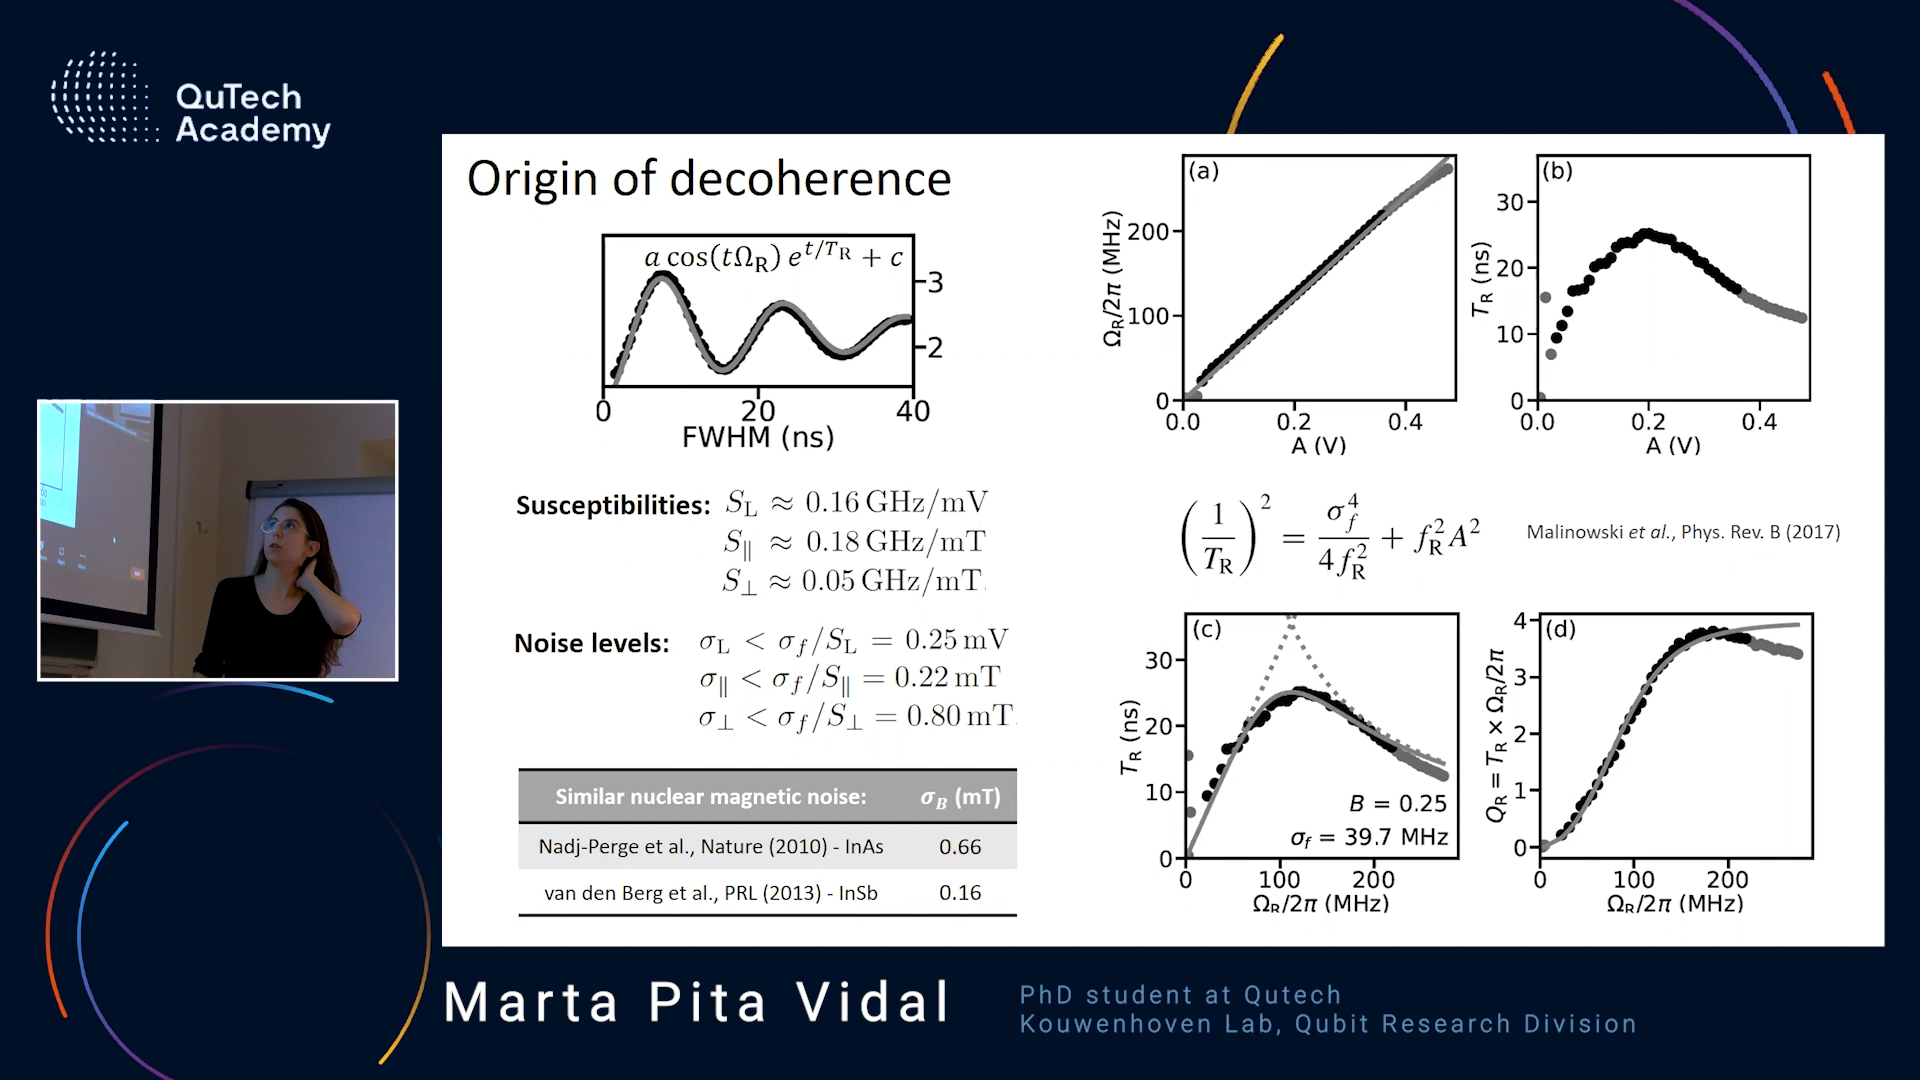 QuTech
Academy
Origin of decoherence
a cos(tΩ_R) e^{t/T_R} + c
3
2
0 20 40
FWHM (ns)
Susceptibilities: S_L ≈ 0.16 GHz/mV
S_∥ ≈ 0.18 GHz/mT
S_⊥ ≈ 0.05 GHz/mT.
Noise levels: σ_L < σ_f/S_L = 0.25 mV
σ_∥ < σ_f/S_∥ = 0.22 mT
σ_⊥ < σ_f/S_⊥ = 0.80 mT.
Similar nuclear magnetic noise: σ_B (mT)
Nadj-Perge et al., Nature (2010) - InAs 0.66
van den Berg et al., PRL (2013) - InSb 0.16
(a)
Ω_R/2π (MHz)
200
100
0
0.0 0.2 0.4
A (V)
(b)
T_R (ns)
30
20
10
0
0.0 0.2 0.4
A (V)
(1/T_R)^2 = σ_f^4/4f_R^2 + f_R^2 A^2
Malinowski et al., Phys. Rev. B (2017)
(c)
T_R (ns)
30
20
10
0
B = 0.25
σ_f = 39.7 MHz
0 100 200
Ω_R/2π (MHz)
(d)
Q_R = T_R × Ω_R/2π
4
3
2
1
0
0 100 200
Ω_R/2π (MHz)
Marta Pita Vidal
PhD student at Qutech
Kouwenhoven Lab, Qubit Research Division